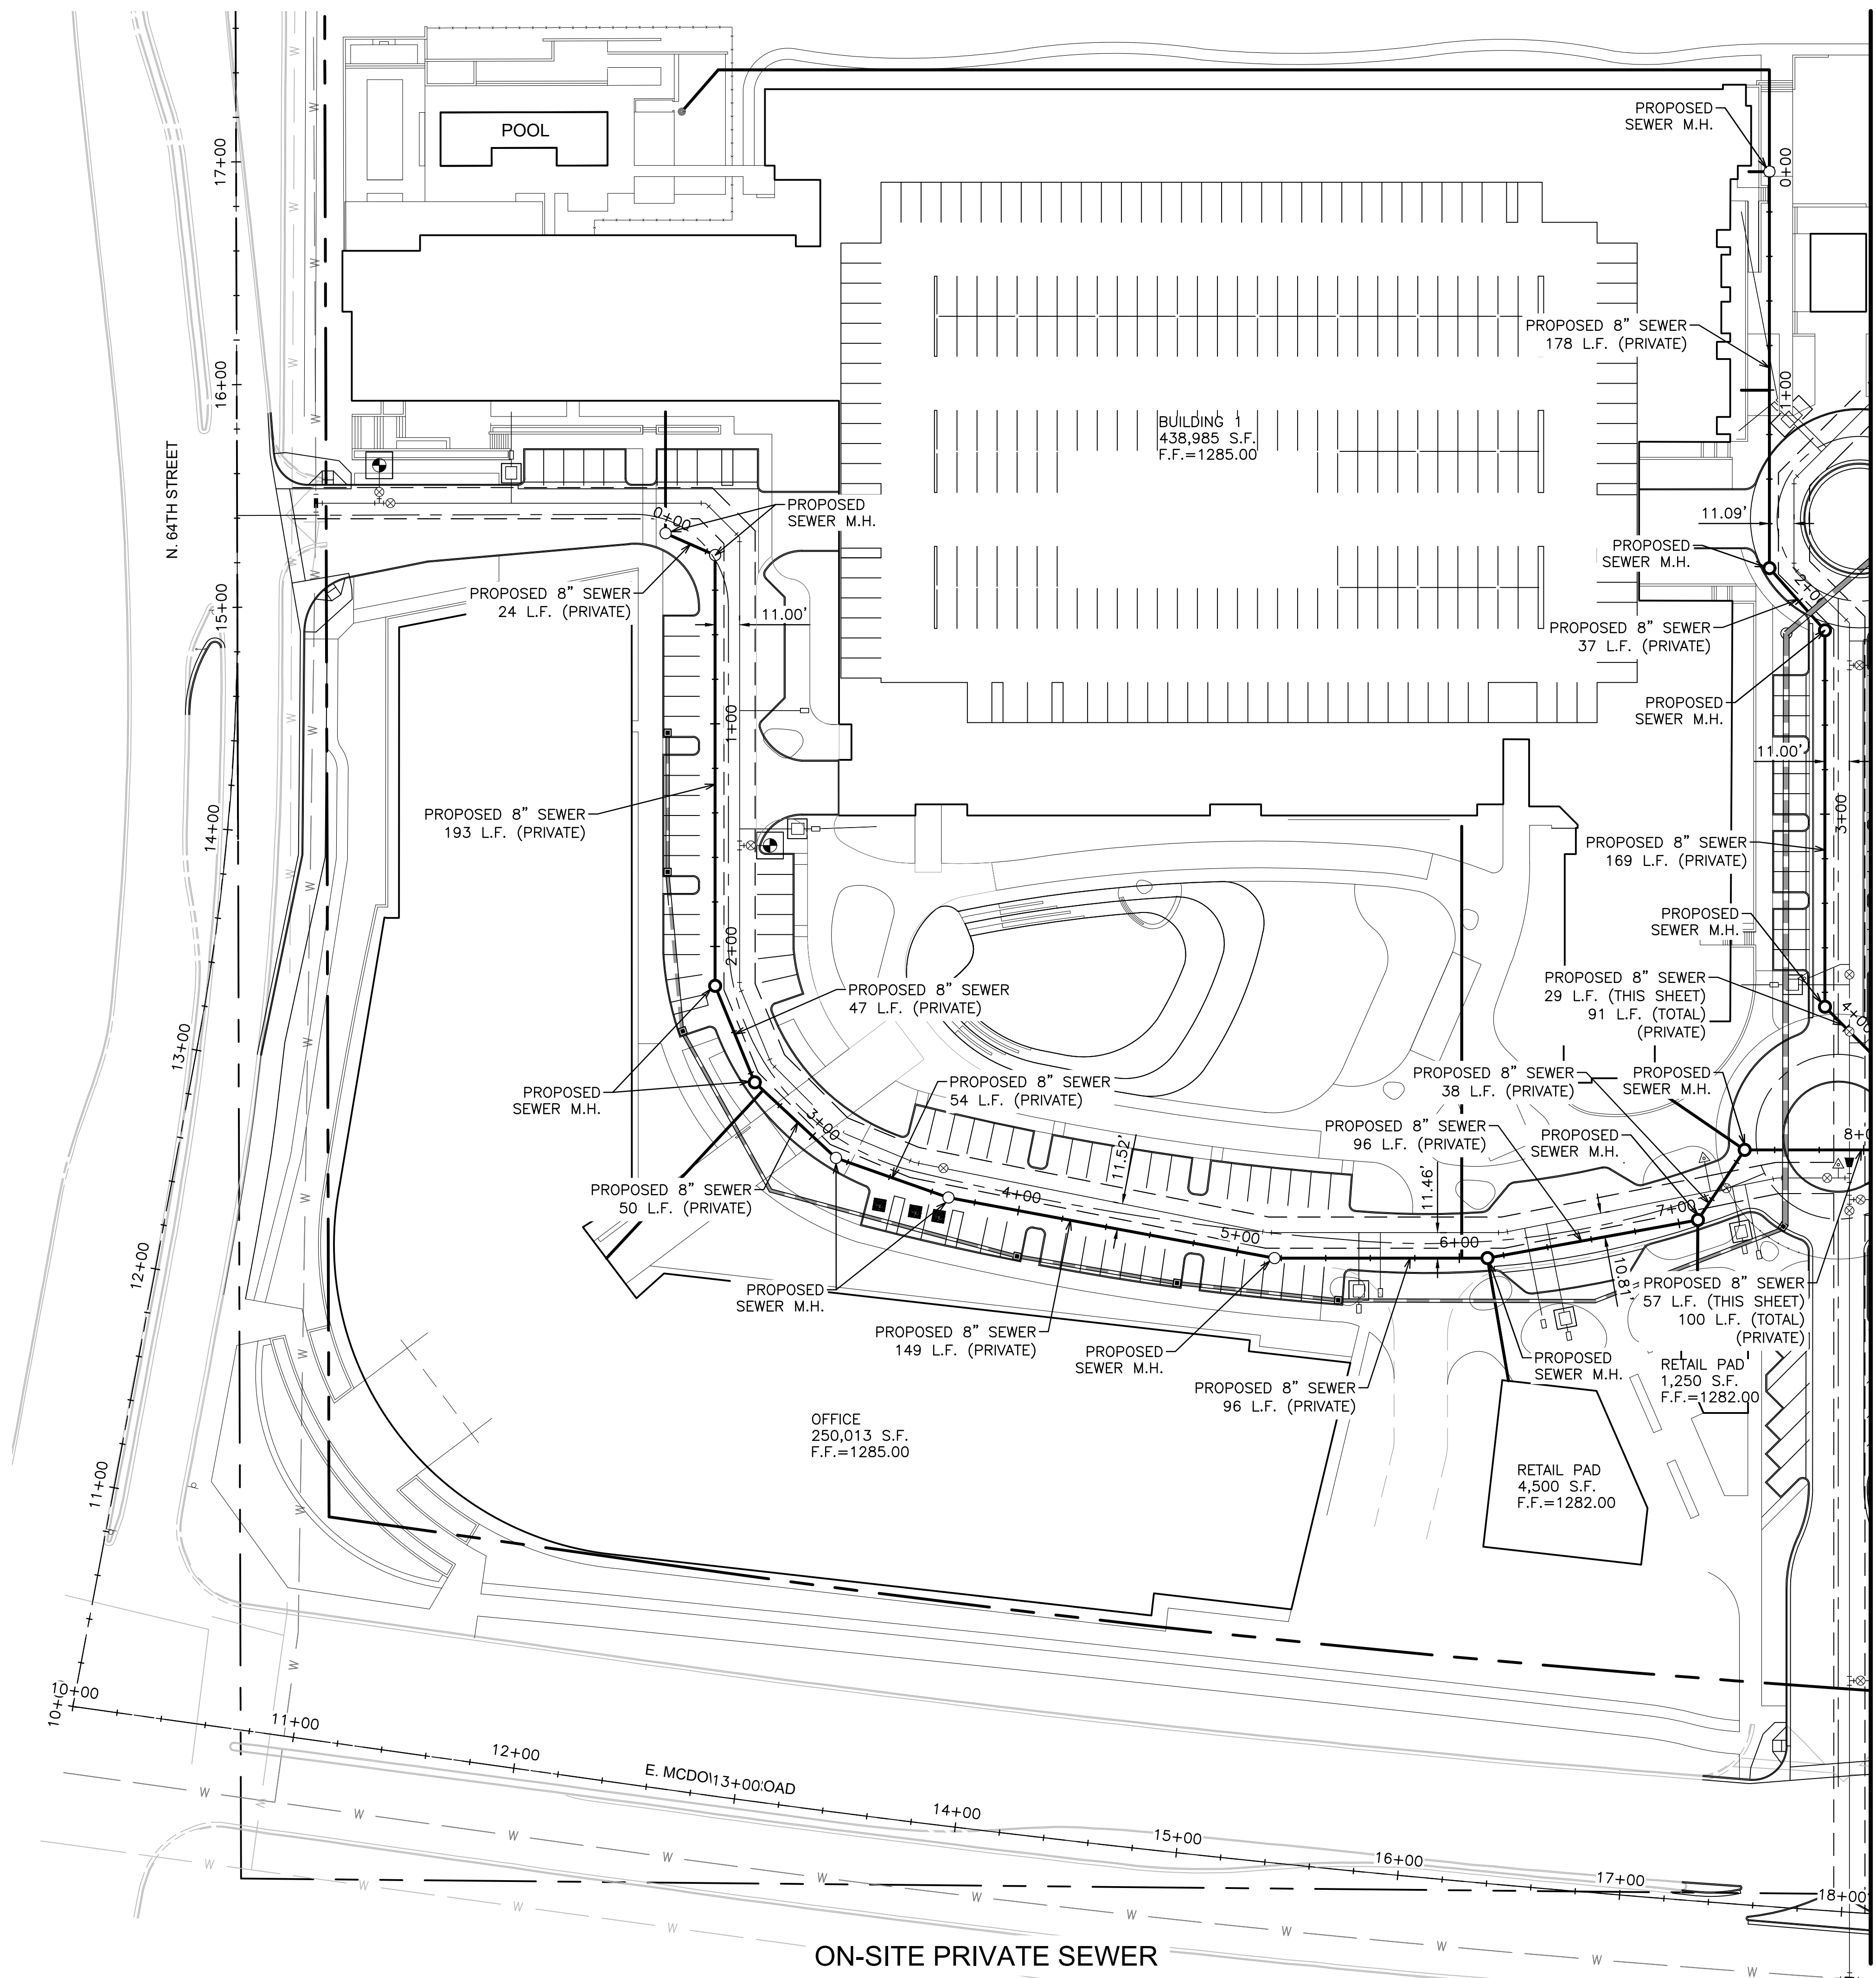 POOL
PROPOSED
SEWER M.H.
0+00
17+00
PROPOSED 8" SEWER
178 L.F. (PRIVATE)
16+00
1+00
BUILDING 1
438,985 S.F.
F.F.=1285.00
N. 64TH STREET
PROPOSED
SEWER M.H.
0+00
11.09'
PROPOSED
SEWER M.H.
PROPOSED 8" SEWER
24 L.F. (PRIVATE)
15+00
11.00'
PROPOSED 8" SEWER
37 L.F. (PRIVATE)
PROPOSED
SEWER M.H.
1+00
11.00'
14+00
PROPOSED 8" SEWER
193 L.F. (PRIVATE)
3+00
PROPOSED 8" SEWER
169 L.F. (PRIVATE)
2+00
PROPOSED
SEWER M.H.
PROPOSED 8" SEWER
47 L.F. (PRIVATE)
PROPOSED 8" SEWER
29 L.F. (THIS SHEET)
91 L.F. (TOTAL)
(PRIVATE)
13+00
PROPOSED
SEWER M.H.
PROPOSED 8" SEWER
54 L.F. (PRIVATE)
PROPOSED 8" SEWER
38 L.F. (PRIVATE)
PROPOSED
SEWER M.H.
3+00
11.52'
PROPOSED 8" SEWER
96 L.F. (PRIVATE)
PROPOSED
SEWER M.H.
PROPOSED 8" SEWER
50 L.F. (PRIVATE)
4+00
11.46'
7+00
5+00
6+00
12+00
PROPOSED
SEWER M.H.
10.87'
PROPOSED 8" SEWER
57 L.F. (THIS SHEET)
100 L.F. (TOTAL)
(PRIVATE)
PROPOSED 8" SEWER
149 L.F. (PRIVATE)
PROPOSED
SEWER M.H.
PROPOSED
SEWER M.H.
RETAIL PAD
1,250 S.F.
F.F.=1282.00
PROPOSED 8" SEWER
96 L.F. (PRIVATE)
OFFICE
250,013 S.F.
F.F.=1285.00
RETAIL PAD
4,500 S.F.
F.F.=1282.00
11+00
10+00
11+00
12+00
E. MCDO
13+00
OAD
14+00
15+00
16+00
17+00
18+00
ON-SITE PRIVATE SEWER